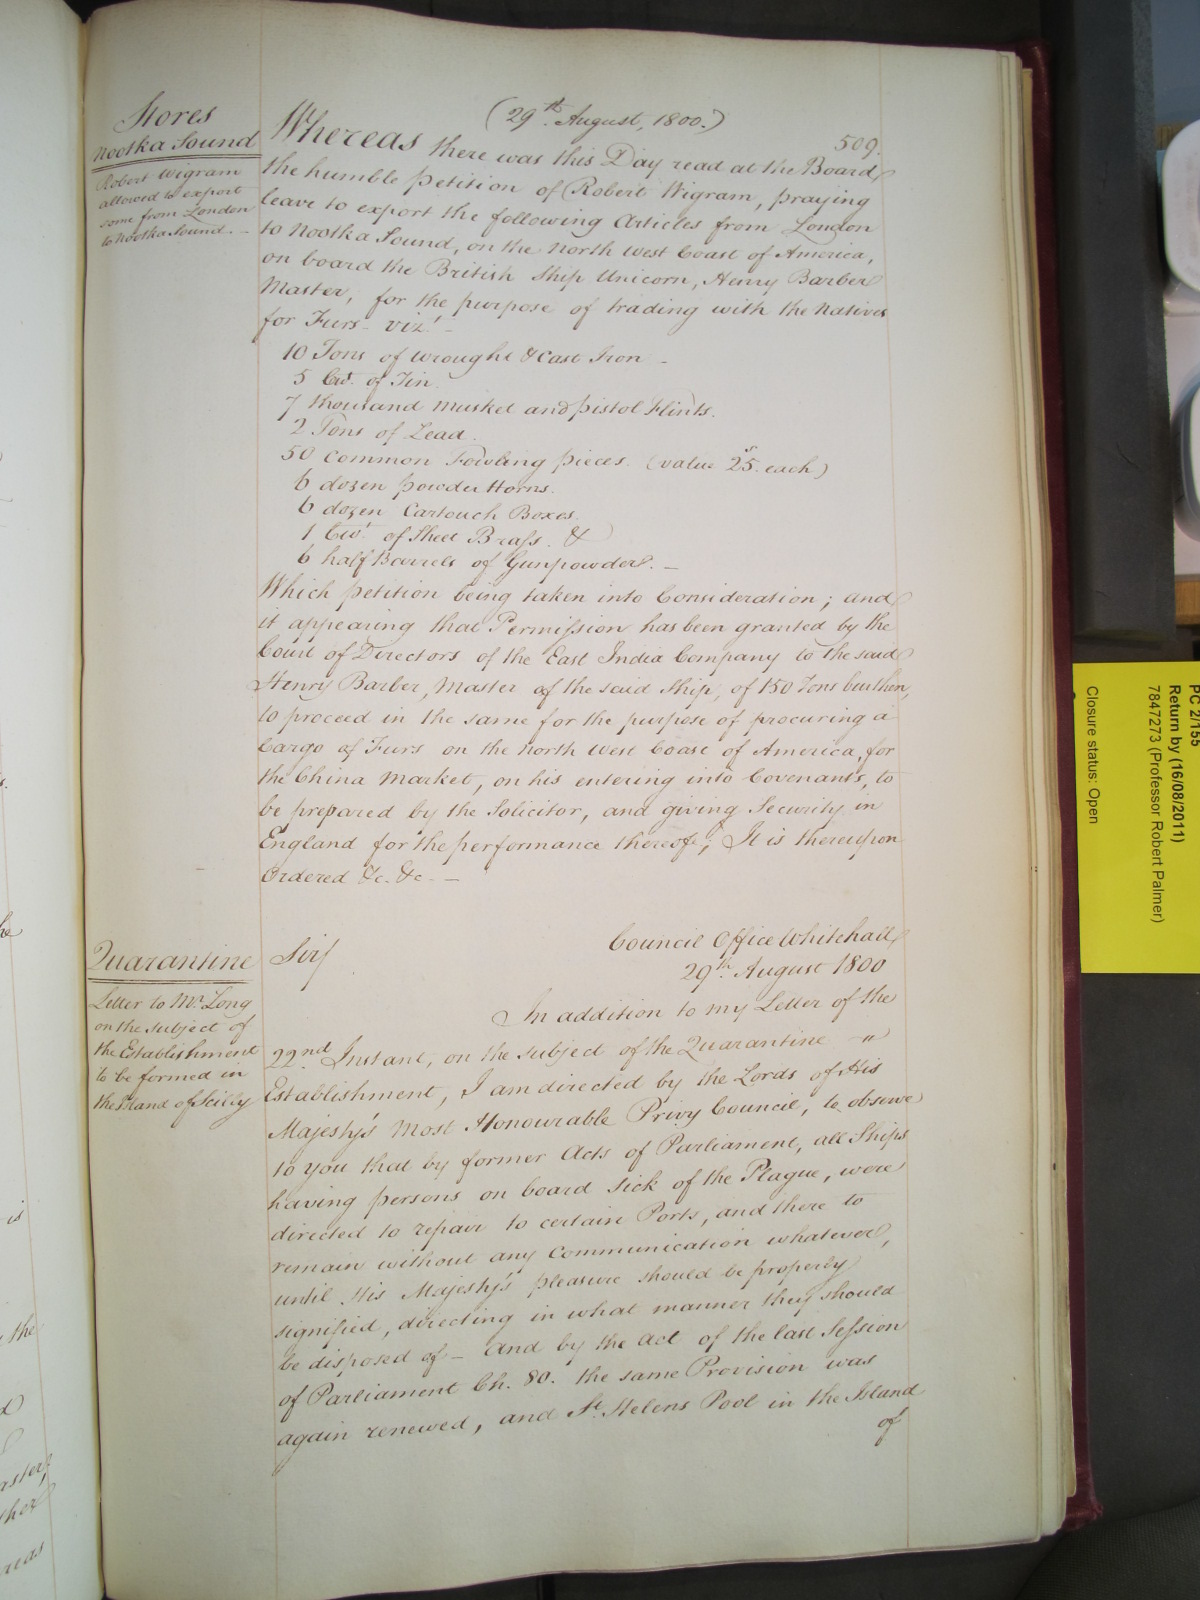 (29th. August, 1800.)
509.
Stores
Nootka Sound
Robert Wigram
allowed to export
some from London
to Nootka Sound. -
Whereas there was this Day read at the Board
the humble petition of Robert Wigram, praying
leave to export the following Articles from London
to Nootka Sound, on the North West Coast of America,
on board the British Ship Unicorn, Henry Barber
Master, for the purpose of trading with the Natives
for Furs - vizt. -
10 Tons of wrought & Cast Iron -
5 Cwt. of Tin.
7 thousand Musket and pistol Flints.
2 Tons of Lead.
50 common Fowling pieces. (value 25s. each)
6 dozen powder Horns.
6 dozen Cartouch Boxes.
1 Cwt. of Sheet Brass. &
6 half Barrels of Gunpowder. -
Which petition being taken into Consideration; and
it appearing that Permission has been granted by the
Court of Directors of the East India Company to the said
Henry Barber, Master of the said Ship, of 150 Tons burthen,
to proceed in the same for the purpose of procuring a
Cargo of Furs on the North West Coast of America, for
the China Market, on his entering into Covenants, to
be prepared by the Solicitor, and giving Security in
England for the performance thereof; It is thereupon
Ordered &c. &c. -
Quarantine
Letter to Mr. Long
on the subject of
the Establishment
to be formed in
the Island of Scilly
Council Office Whitehall
29th. August 1800
Sir,
In addition to my Letter of the
22nd. Instant, on the subject of the Quarantine - "
Establishment, I am directed by the Lords of His
Majesty's Most Honourable Privy Council, to observe
to you that by former Acts of Parliament, all Ships
having persons on board sick of the Plague, were
directed to repair to certain Ports, and there to
remain without any Communication whatever,
until His Majesty's pleasure should be properly
signified, directing in what manner they should
be disposed of - And by the Act of the last Session
of Parliament Ch. 80. the same Provision was
again renewed, and St. Helens Pool in the Island
of
PC 2/155
Return by (16/08/2011)
7847273 (Professor Robert Palmer)
Closure status: Open